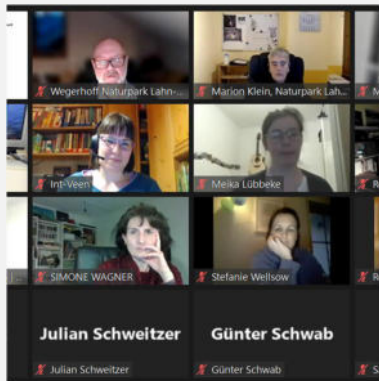 Wegerhoff Naturpark Lahn-...
Marion Klein, Naturpark Lah...
M
Int-Veen
Meika Lübbeke
R
SIMONE WAGNER
Stefanie Wellsow
R
Julian Schweitzer
Günter Schwab
Julian Schweitzer
Günter Schwab
S